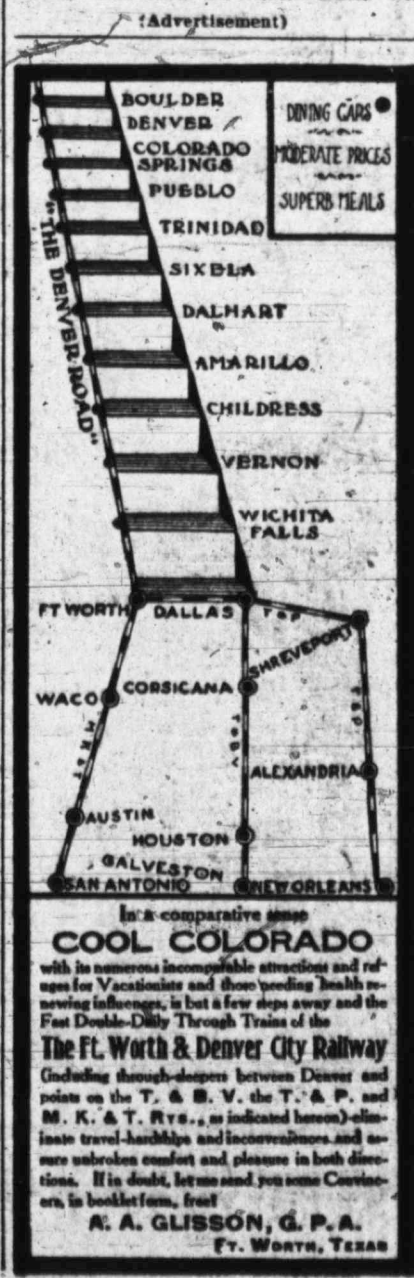 (Advertisement)
BOULDER
DENVER
COLORADO
SPRINGS
PUEBLO
TRINIDAD
SIXELA
DALHART
AMARILLO
CHILDRESS
VERNON
WICHITA
FALLS
DINING CARS
MODERATE PRICES
SUPERB MEALS
"THE DENVER ROAD"
FT WORTH
DALLAS
T&P
SHREVEPORT
WACO
CORSICANA
M K & T
T & B V
T & P
ALEXANDRIA
AUSTIN
HOUSTON
GALVESTON
SAN ANTONIO
NEW ORLEANS
In a comparative sense
COOL COLORADO
with its numerous incomparable attractions and ref-
uges for Vacationists and those needing health re-
newing influences, is but a few steps away and the
Fast Double-Daily Through Trains of the
The Ft. Worth & Denver City Railway
(including through-sleepers between Denver and
points on the T. & B. V. the T. & P. and
M. K. & T. Rys., as indicated hereon)-elim-
inate travel-hardships and inconveniences and as-
sure unbroken comfort and pleasure in both direc-
tions. If in doubt, let me send you some Convinc-
ers, in booklet form, free!
A. A. GLISSON, G. P. A.
FT. WORTH, TEXAS